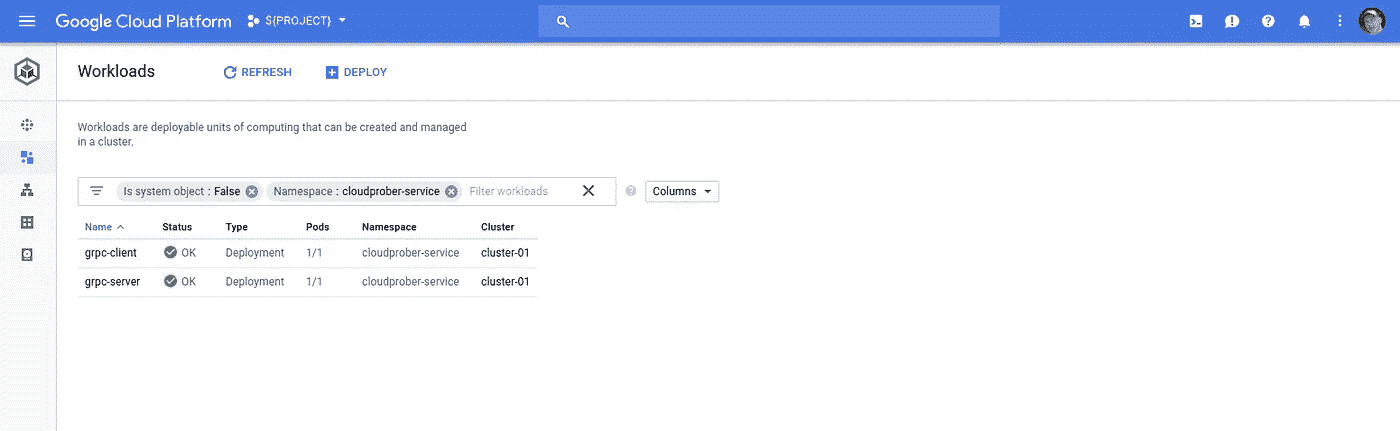 Google Cloud Platform ${PROJECT}
Workloads REFRESH DEPLOY
Workloads are deployable units of computing that can be created and managed
in a cluster.
Is system object : False Namespace : cloudprober-service Filter workloads Columns
Name Status Type Pods Namespace Cluster
grpc-client OK Deployment 1/1 cloudprober-service cluster-01
grpc-server OK Deployment 1/1 cloudprober-service cluster-01